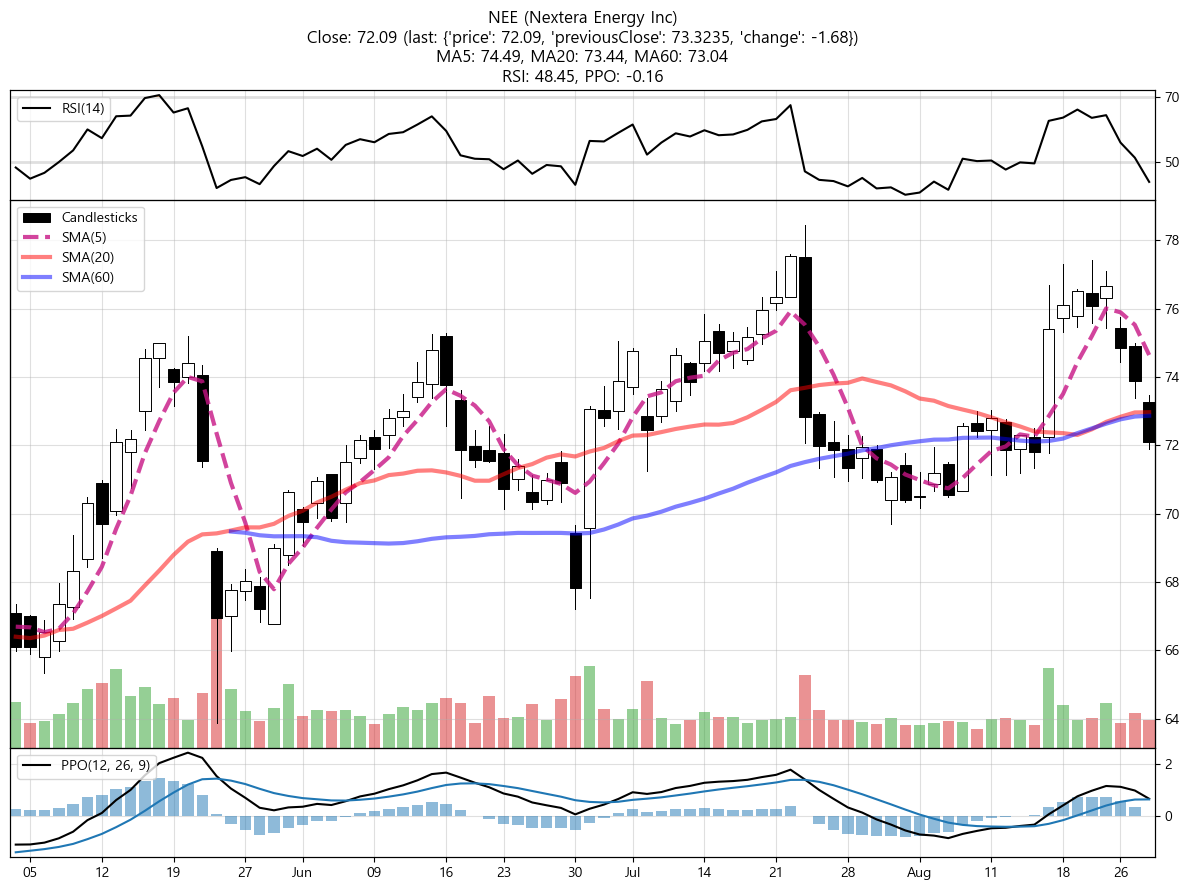 NEE (Nextera Energy Inc)
Close: 72.09 (last: {'price': 72.09, 'previousClose': 73.3235, 'change': -1.68})
MA5: 74.49, MA20: 73.44, MA60: 73.04
RSI: 48.45, PPO: -0.16
RSI(14)
70
50
Candlesticks
SMA(5)
SMA(20)
SMA(60)
78
76
74
72
70
68
66
64
PPO(12, 26, 9)
2
0
05 12 19 27 Jun 09 16 23 30 Jul 14 21 28 Aug 11 18 26